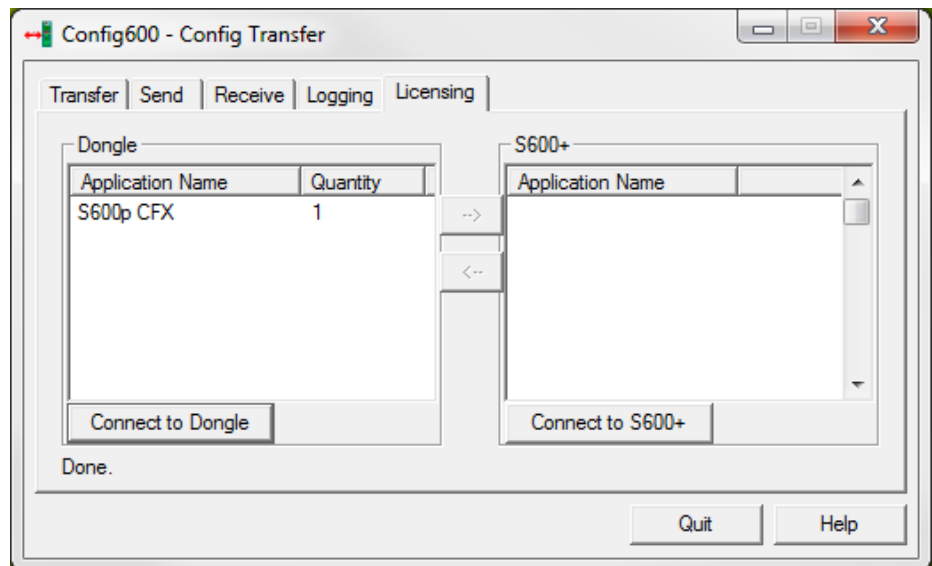 Config600 - Config Transfer
Transfer Send Receive Logging Licensing
Dongle
Application Name Quantity
S600p CFX 1
Connect to Dongle
-->
<--
S600+
Application Name
Connect to S600+
Done.
Quit Help